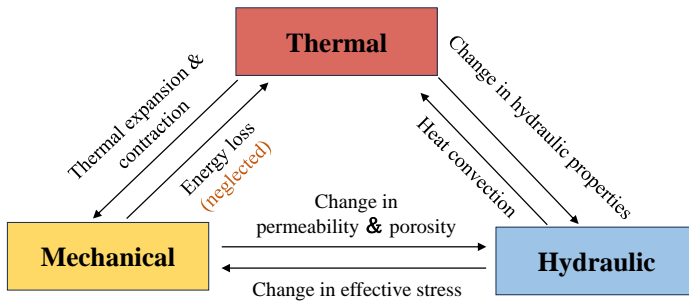 Thermal
Thermal expansion &
contraction
Energy loss
(neglected)
Change in hydraulic properties
Heat convection
Change in
permeability & porosity
Mechanical
Hydraulic
Change in effective stress